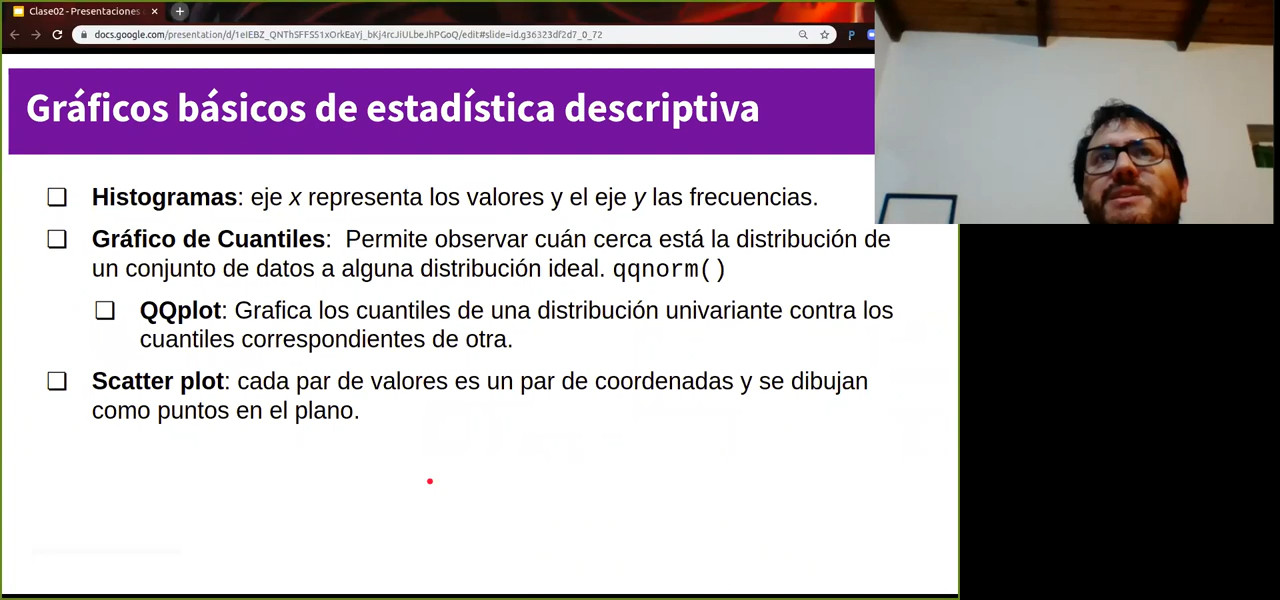 Clase02 - Presentaciones
docs.google.com/presentation/d/1eIEBZ_QNThSFFS51xOrkEaYj_bKj4rcJiULbeJhPGoQ/edit#slide=id.g36323df2d7_0_72
Gráficos básicos de estadística descriptiva
Histogramas: eje x representa los valores y el eje y las frecuencias.
Gráfico de Cuantiles: Permite observar cuán cerca está la distribución de
un conjunto de datos a alguna distribución ideal. qqnorm()
QQplot: Grafica los cuantiles de una distribución univariante contra los
cuantiles correspondientes de otra.
Scatter plot: cada par de valores es un par de coordenadas y se dibujan
como puntos en el plano.